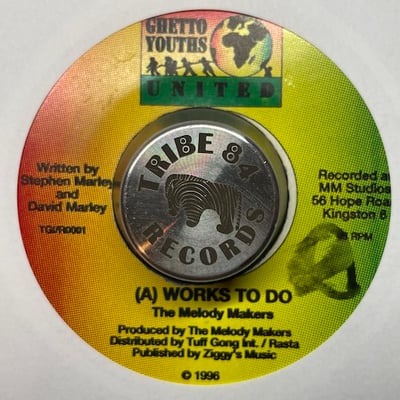 GHETTO
YOUTHS
UNITED
TRIBE 84
RECORDS
Written by
Stephen Marley
and
David Marley
TG/R0001
Recorded at
MM Studios
56 Hope Road
Kingston 6
RPM
(A) WORKS TO DO
The Melody Makers
Produced by The Melody Makers
Distributed by Tuff Gong Int. / Rasta
Published by Ziggy's Music
© 1996